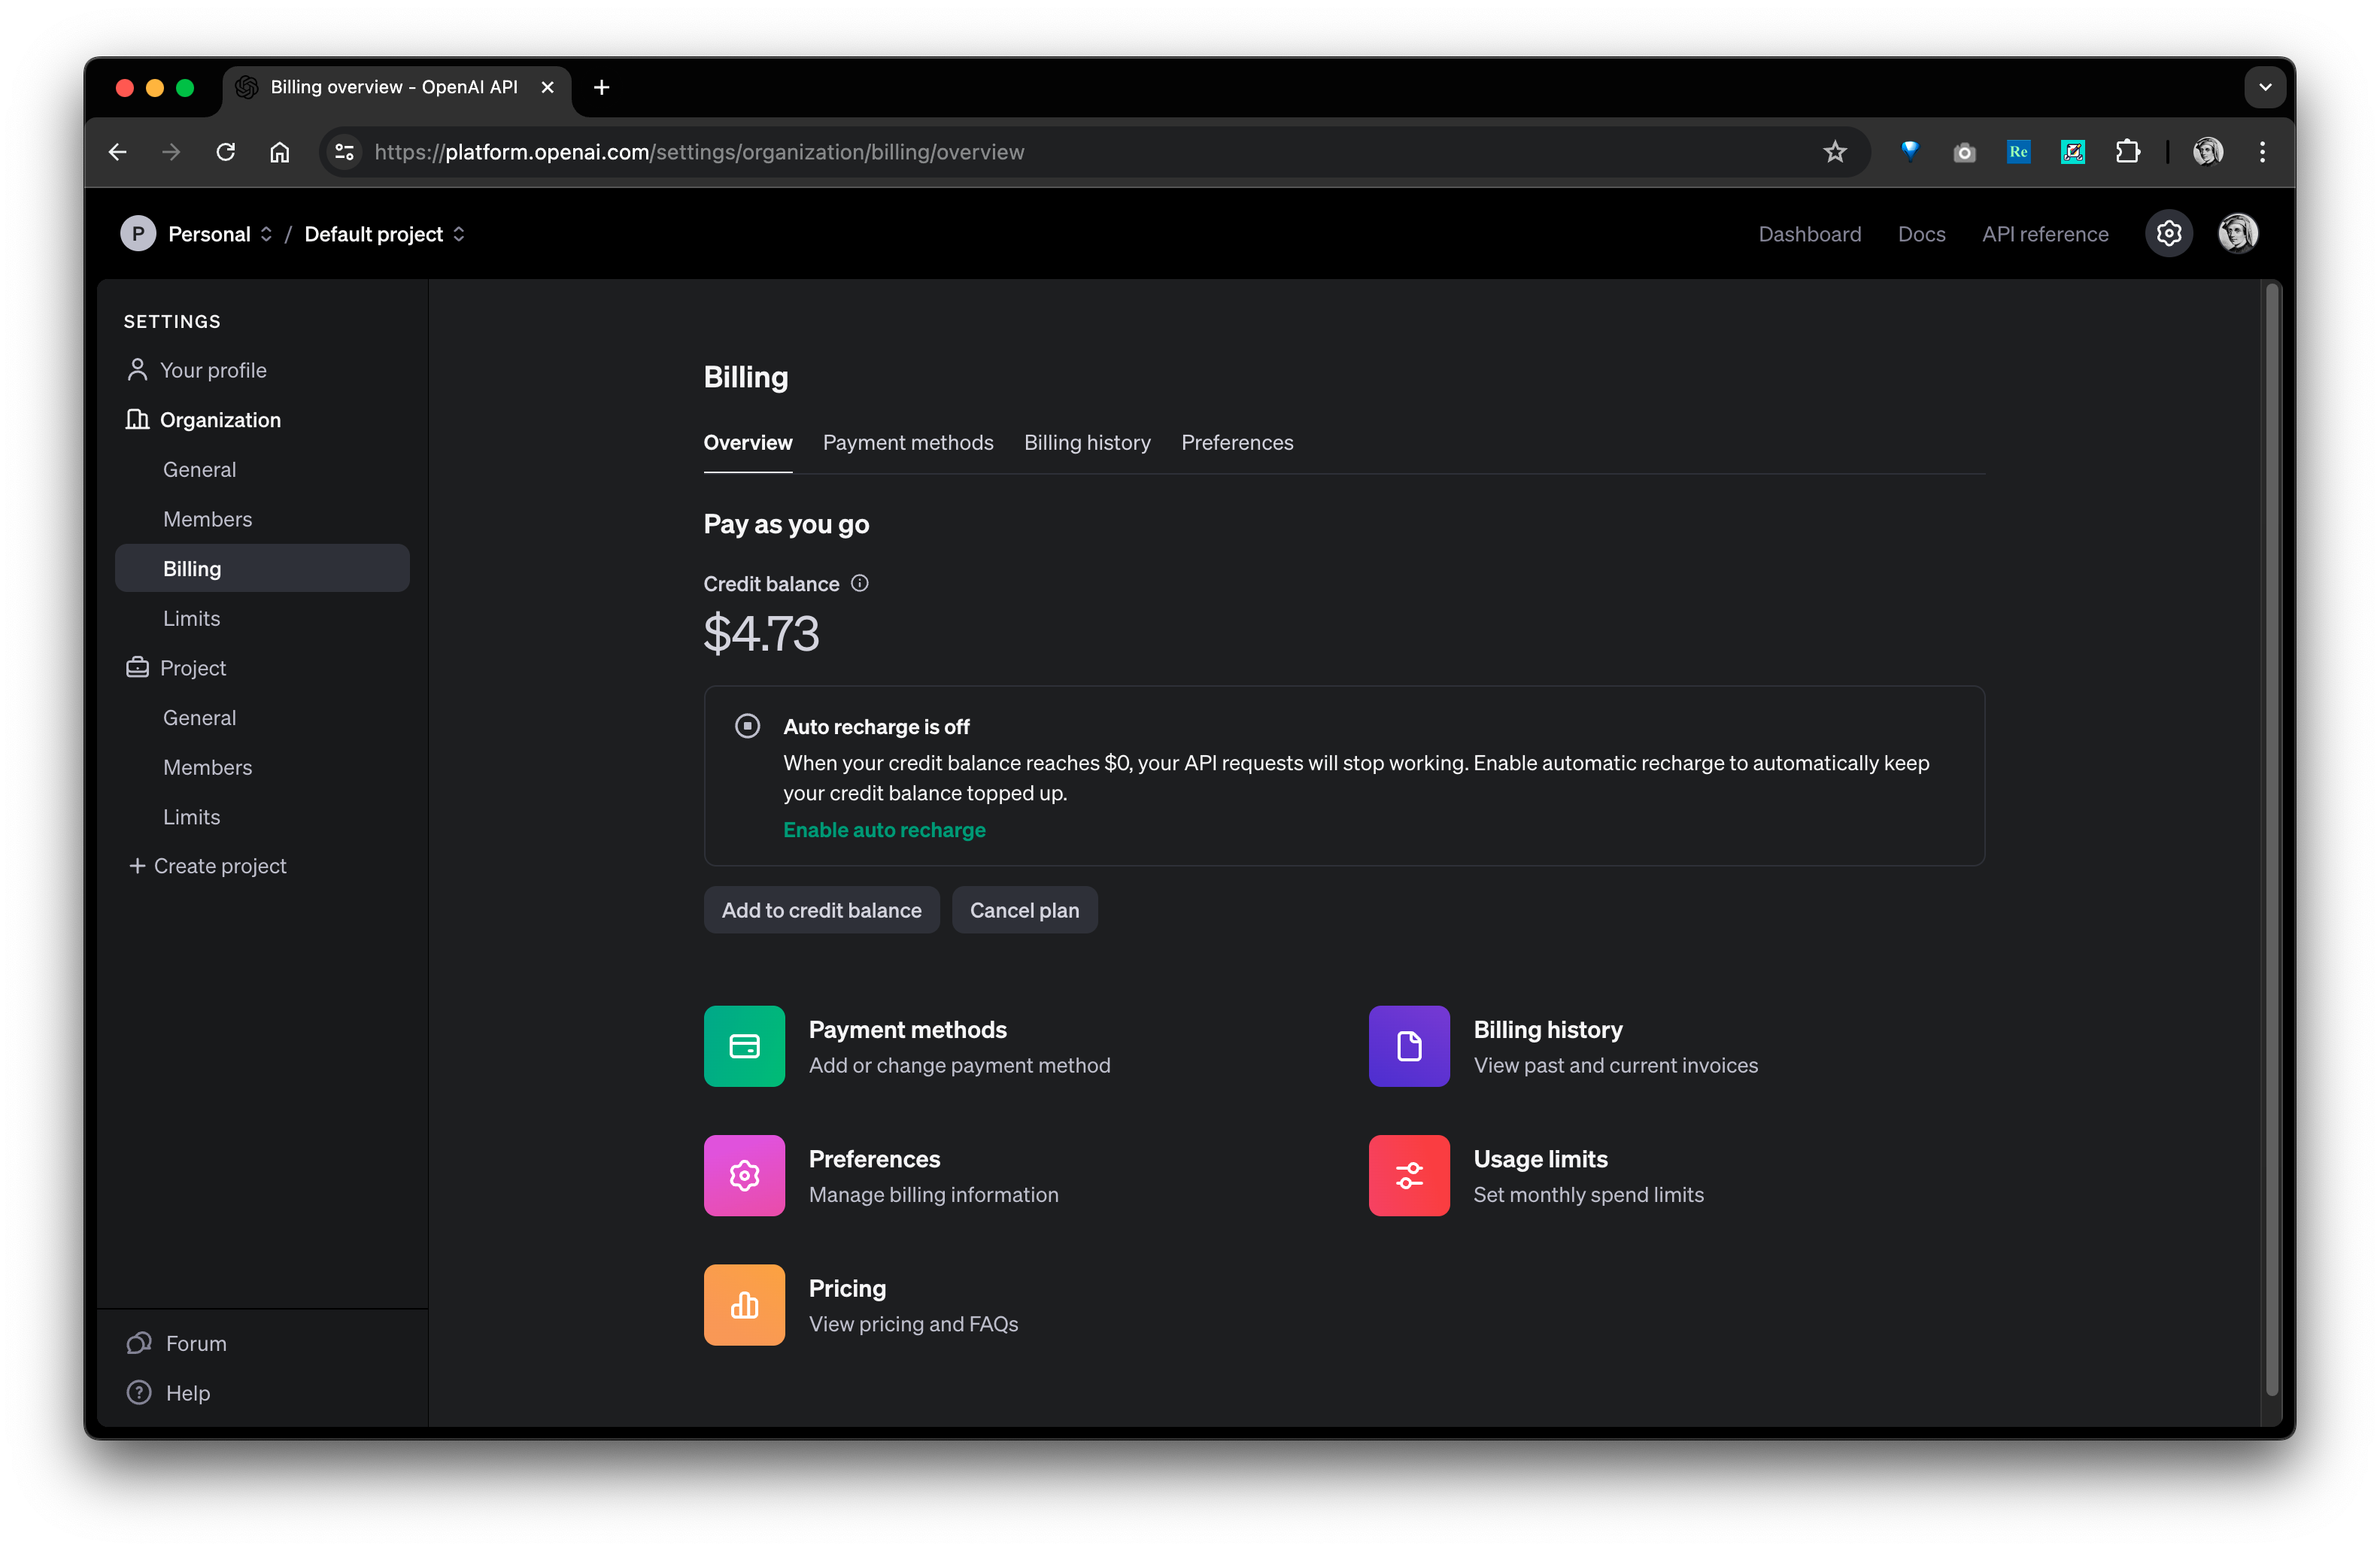 Billing overview - OpenAI API
https://platform.openai.com/settings/organization/billing/overview
Re
P Personal / Default project
Dashboard Docs API reference
SETTINGS
Your profile
Organization
General
Members
Billing
Limits
Project
General
Members
Limits
+ Create project
Forum
Help
Billing
Overview Payment methods Billing history Preferences
Pay as you go
Credit balance
$4.73
Auto recharge is off
When your credit balance reaches $0, your API requests will stop working. Enable automatic recharge to automatically keep
your credit balance topped up.
Enable auto recharge
Add to credit balance Cancel plan
Payment methods
Add or change payment method
Billing history
View past and current invoices
Preferences
Manage billing information
Usage limits
Set monthly spend limits
Pricing
View pricing and FAQs